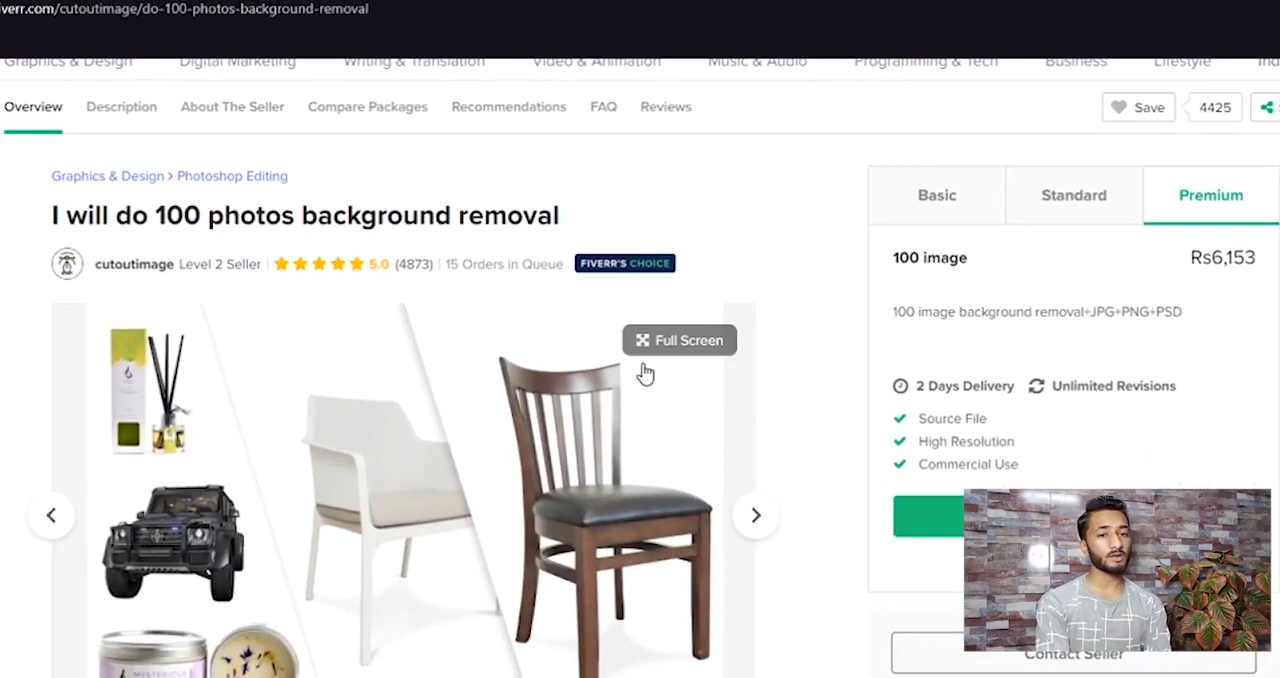 iverr.com/cutoutimage/do-100-photos-background-removal
Graphics & Design Digital Marketing Writing & Translation Video & Animation Music & Audio Programming & Tech Business Lifestyle Ind
Overview Description About The Seller Compare Packages Recommendations FAQ Reviews Save 4425
Graphics & Design > Photoshop Editing
I will do 100 photos background removal
cutoutimage Level 2 Seller 5.0 (4873) 15 Orders in Queue FIVERR'S CHOICE
Full Screen
MYSTERIOUS
Basic Standard Premium
100 image Rs6,153
100 image background removal+JPG+PNG+PSD
2 Days Delivery Unlimited Revisions
Source File
High Resolution
Commercial Use
Contact Seller